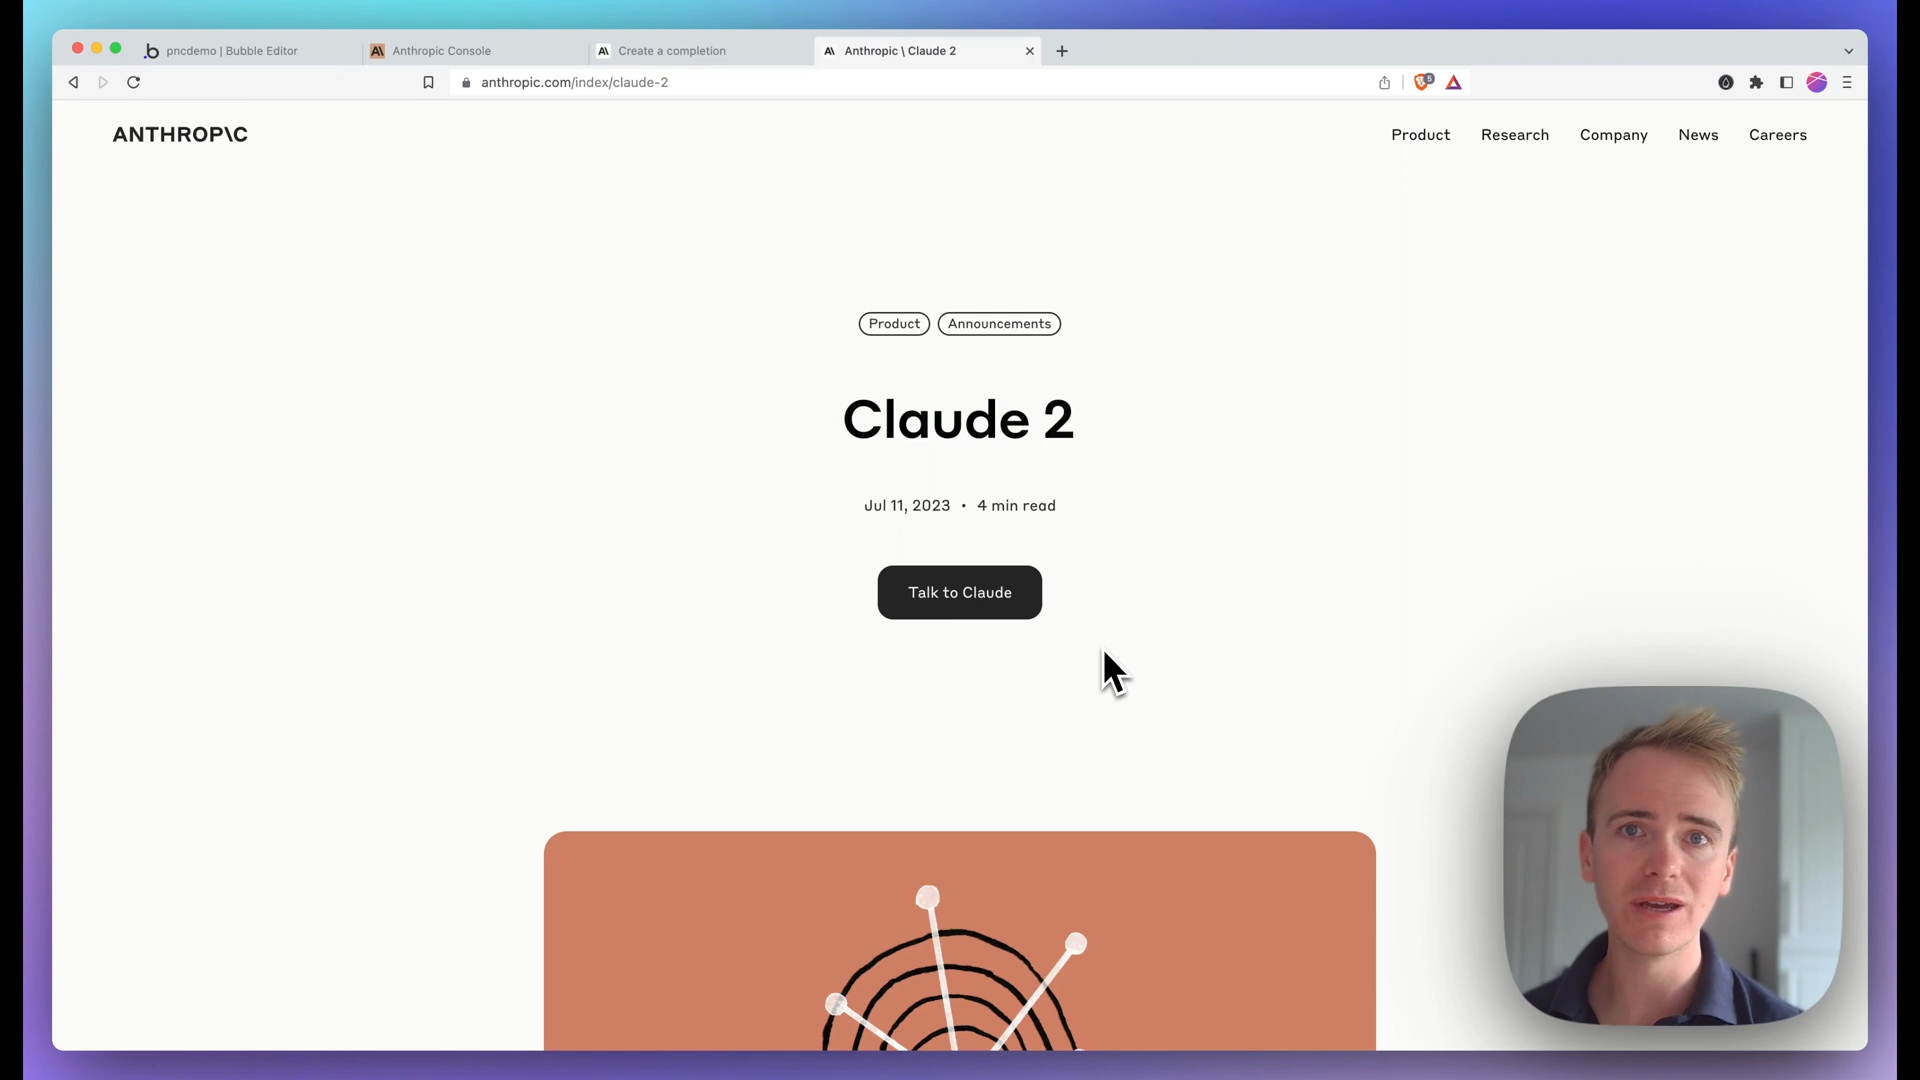 pncdemo | Bubble Editor
Anthropic Console
Create a completion
Anthropic \ Claude 2
anthropic.com/index/claude-2
5
ANTHROP\C
Product
Research
Company
News
Careers
Product
Announcements
Claude 2
Jul 11, 2023 • 4 min read
Talk to Claude